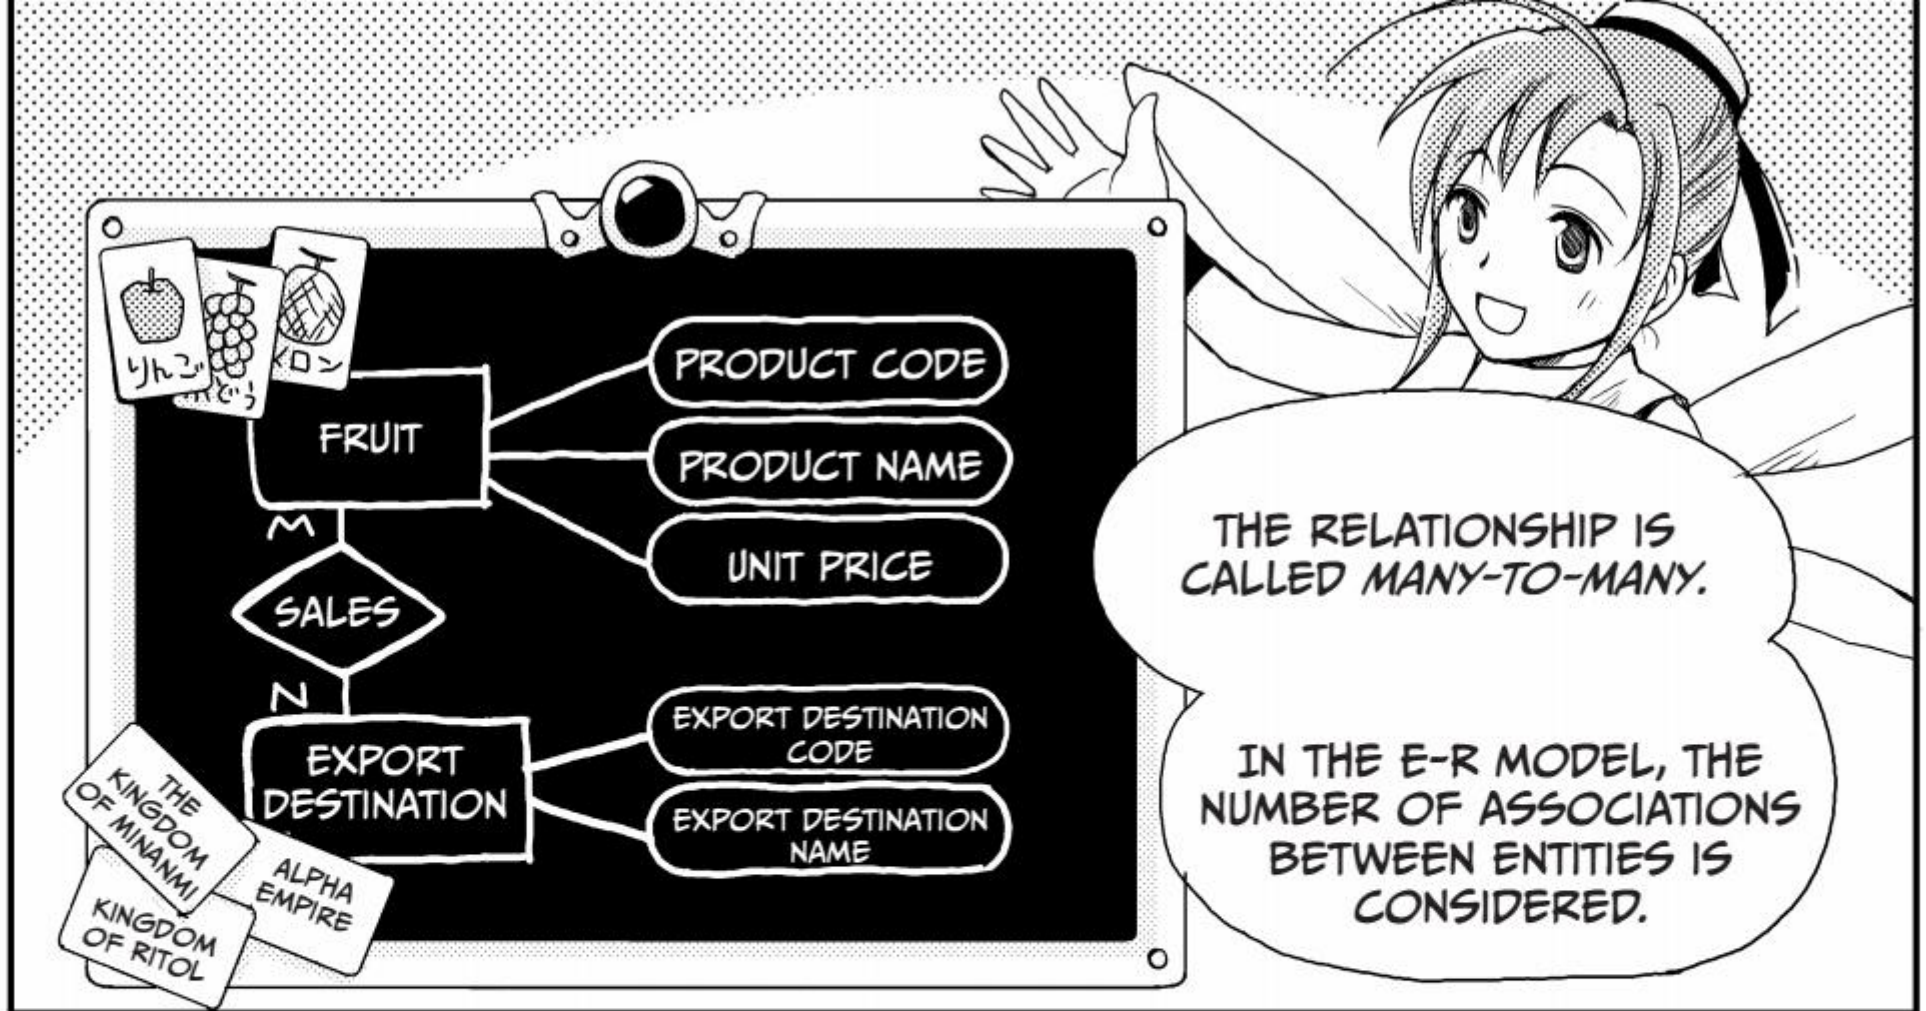 りんご
どう
ロン
FRUIT
PRODUCT CODE
PRODUCT NAME
UNIT PRICE
M
SALES
N
EXPORT
DESTINATION
EXPORT DESTINATION
CODE
EXPORT DESTINATION
NAME
THE
KINGDOM
OF MINANMI
ALPHA
EMPIRE
KINGDOM
OF RITOL
THE RELATIONSHIP IS
CALLED MANY-TO-MANY.
IN THE E-R MODEL, THE
NUMBER OF ASSOCIATIONS
BETWEEN ENTITIES IS
CONSIDERED.